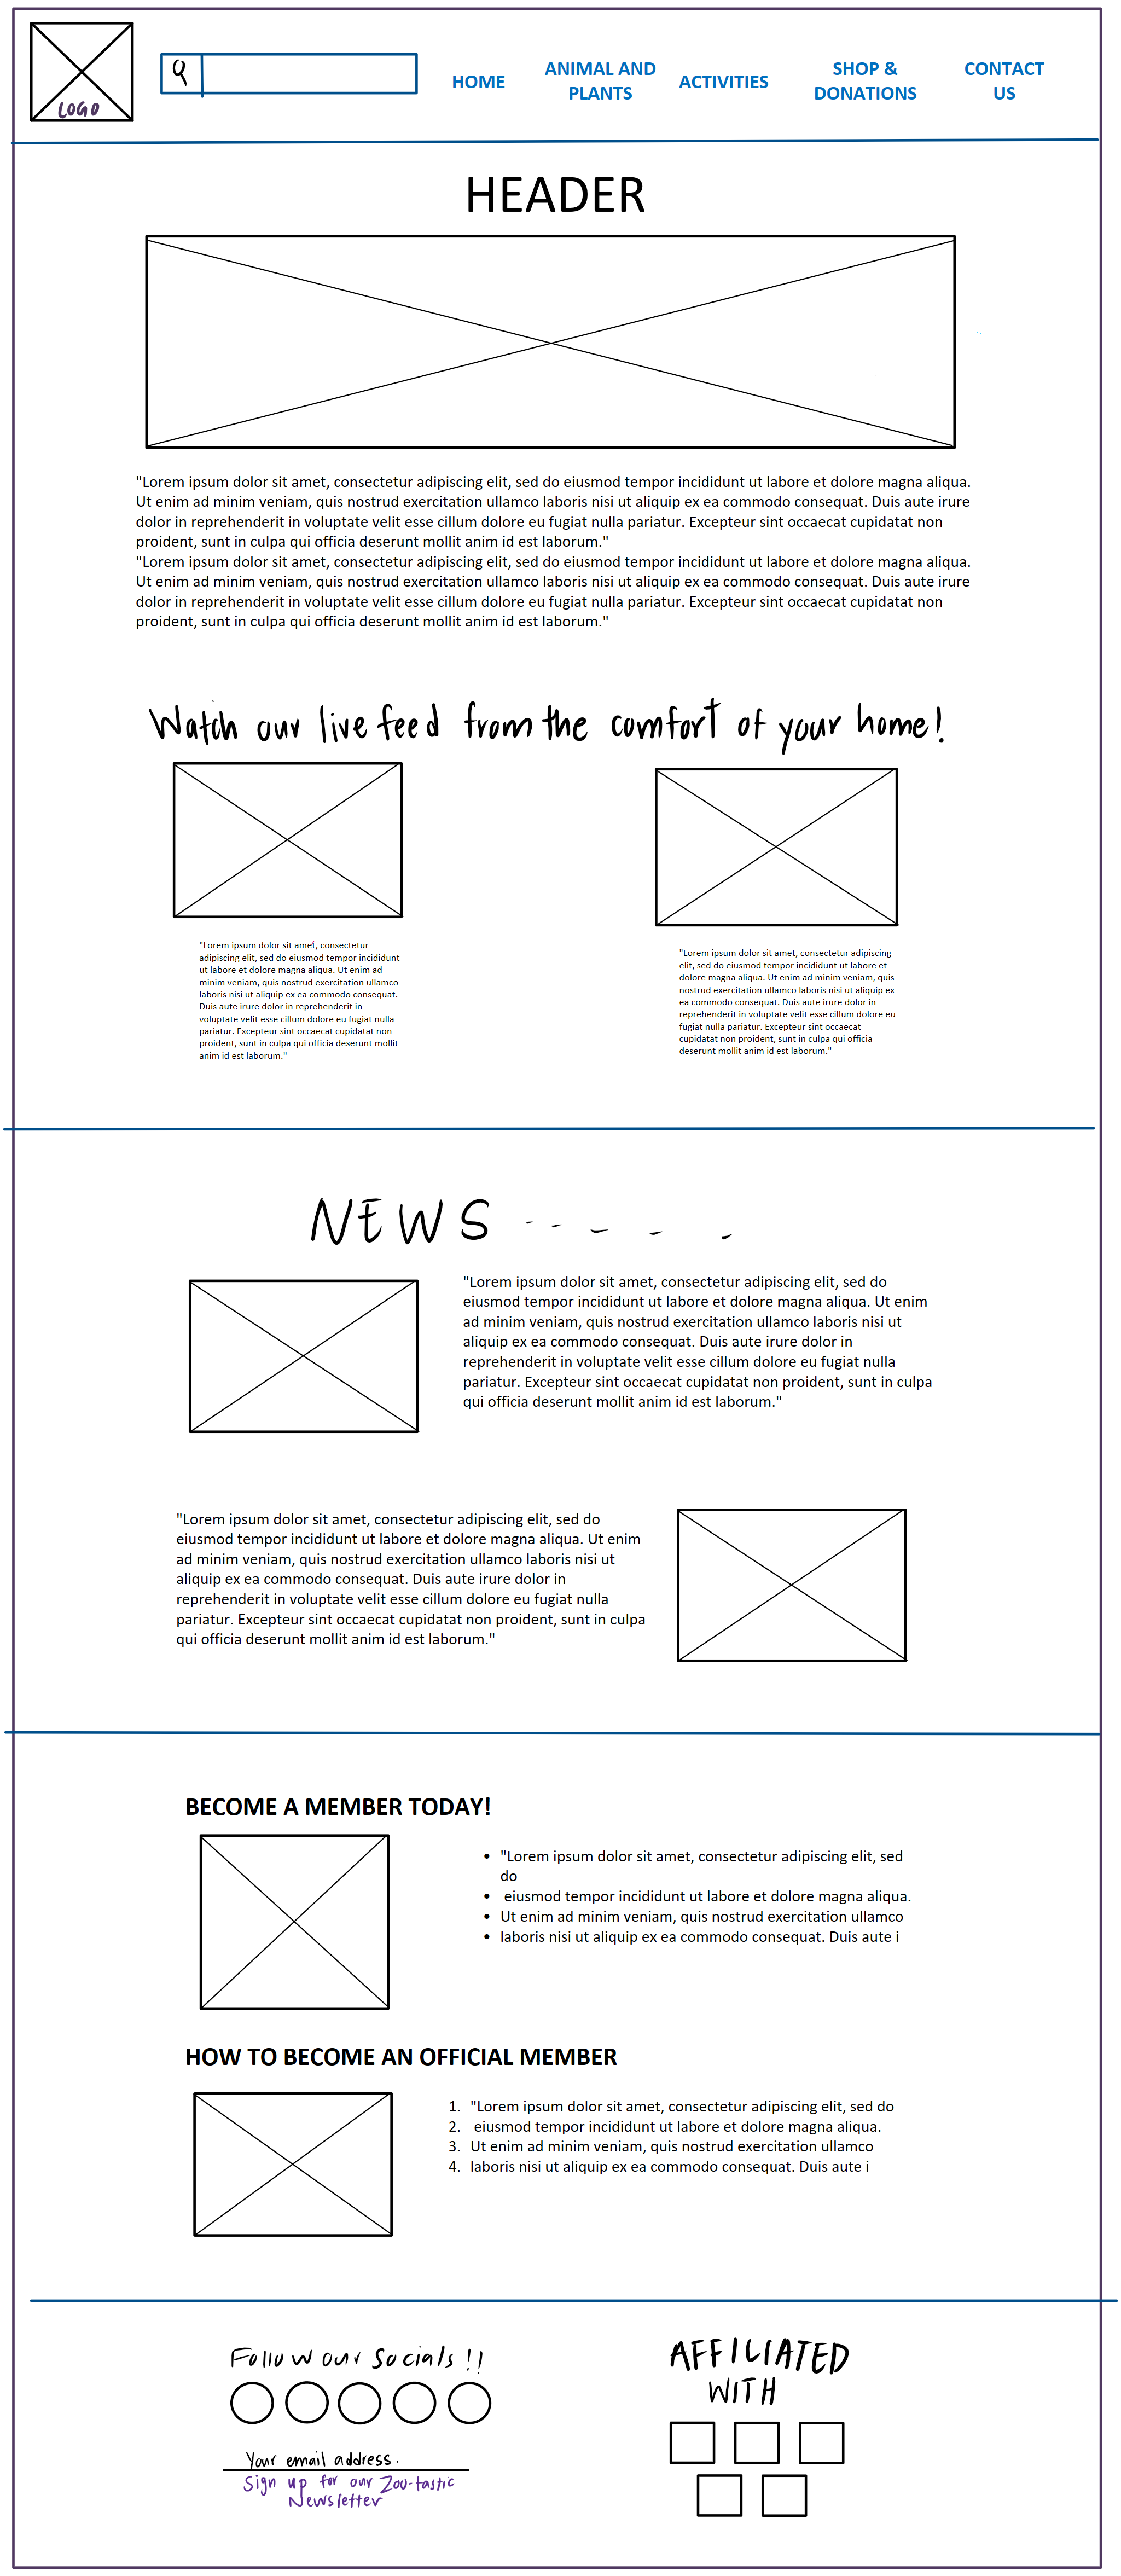 LOGO
HOME
ANIMAL AND
PLANTS
ACTIVITIES
SHOP &
DONATIONS
CONTACT
US
HEADER
"Lorem ipsum dolor sit amet, consectetur adipiscing elit, sed do eiusmod tempor incididunt ut labore et dolore magna aliqua.
Ut enim ad minim veniam, quis nostrud exercitation ullamco laboris nisi ut aliquip ex ea commodo consequat. Duis aute irure
dolor in reprehenderit in voluptate velit esse cillum dolore eu fugiat nulla pariatur. Excepteur sint occaecat cupidatat non
proident, sunt in culpa qui officia deserunt mollit anim id est laborum."
"Lorem ipsum dolor sit amet, consectetur adipiscing elit, sed do eiusmod tempor incididunt ut labore et dolore magna aliqua.
Ut enim ad minim veniam, quis nostrud exercitation ullamco laboris nisi ut aliquip ex ea commodo consequat. Duis aute irure
dolor in reprehenderit in voluptate velit esse cillum dolore eu fugiat nulla pariatur. Excepteur sint occaecat cupidatat non
proident, sunt in culpa qui officia deserunt mollit anim id est laborum."
Watch our live feed from the comfort of your home!
"Lorem ipsum dolor sit amet, consectetur
adipiscing elit, sed do eiusmod tempor incididunt
ut labore et dolore magna aliqua. Ut enim ad
minim veniam, quis nostrud exercitation ullamco
laboris nisi ut aliquip ex ea commodo consequat.
Duis aute irure dolor in reprehenderit in
voluptate velit esse cillum dolore eu fugiat nulla
pariatur. Excepteur sint occaecat cupidatat non
proident, sunt in culpa qui officia deserunt mollit
anim id est laborum."
"Lorem ipsum dolor sit amet, consectetur adipiscing
elit, sed do eiusmod tempor incididunt ut labore et
dolore magna aliqua. Ut enim ad minim veniam, quis
nostrud exercitation ullamco laboris nisi ut aliquip ex
ea commodo consequat. Duis aute irure dolor in
reprehenderit in voluptate velit esse cillum dolore eu
fugiat nulla pariatur. Excepteur sint occaecat
cupidatat non proident, sunt in culpa qui officia
deserunt mollit anim id est laborum."
NEWS -- - - -
"Lorem ipsum dolor sit amet, consectetur adipiscing elit, sed do
eiusmod tempor incididunt ut labore et dolore magna aliqua. Ut enim
ad minim veniam, quis nostrud exercitation ullamco laboris nisi ut
aliquip ex ea commodo consequat. Duis aute irure dolor in
reprehenderit in voluptate velit esse cillum dolore eu fugiat nulla
pariatur. Excepteur sint occaecat cupidatat non proident, sunt in culpa
qui officia deserunt mollit anim id est laborum."
"Lorem ipsum dolor sit amet, consectetur adipiscing elit, sed do
eiusmod tempor incididunt ut labore et dolore magna aliqua. Ut enim
ad minim veniam, quis nostrud exercitation ullamco laboris nisi ut
aliquip ex ea commodo consequat. Duis aute irure dolor in
reprehenderit in voluptate velit esse cillum dolore eu fugiat nulla
pariatur. Excepteur sint occaecat cupidatat non proident, sunt in culpa
qui officia deserunt mollit anim id est laborum."
BECOME A MEMBER TODAY!
• "Lorem ipsum dolor sit amet, consectetur adipiscing elit, sed
do
• eiusmod tempor incididunt ut labore et dolore magna aliqua.
• Ut enim ad minim veniam, quis nostrud exercitation ullamco
• laboris nisi ut aliquip ex ea commodo consequat. Duis aute i
HOW TO BECOME AN OFFICIAL MEMBER
1. "Lorem ipsum dolor sit amet, consectetur adipiscing elit, sed do
2. eiusmod tempor incididunt ut labore et dolore magna aliqua.
3. Ut enim ad minim veniam, quis nostrud exercitation ullamco
4. laboris nisi ut aliquip ex ea commodo consequat. Duis aute i
Follow our Socials!!
Your email address.
Sign up for our Zoo-tastic
Newsletter
AFFILIATED
WITH